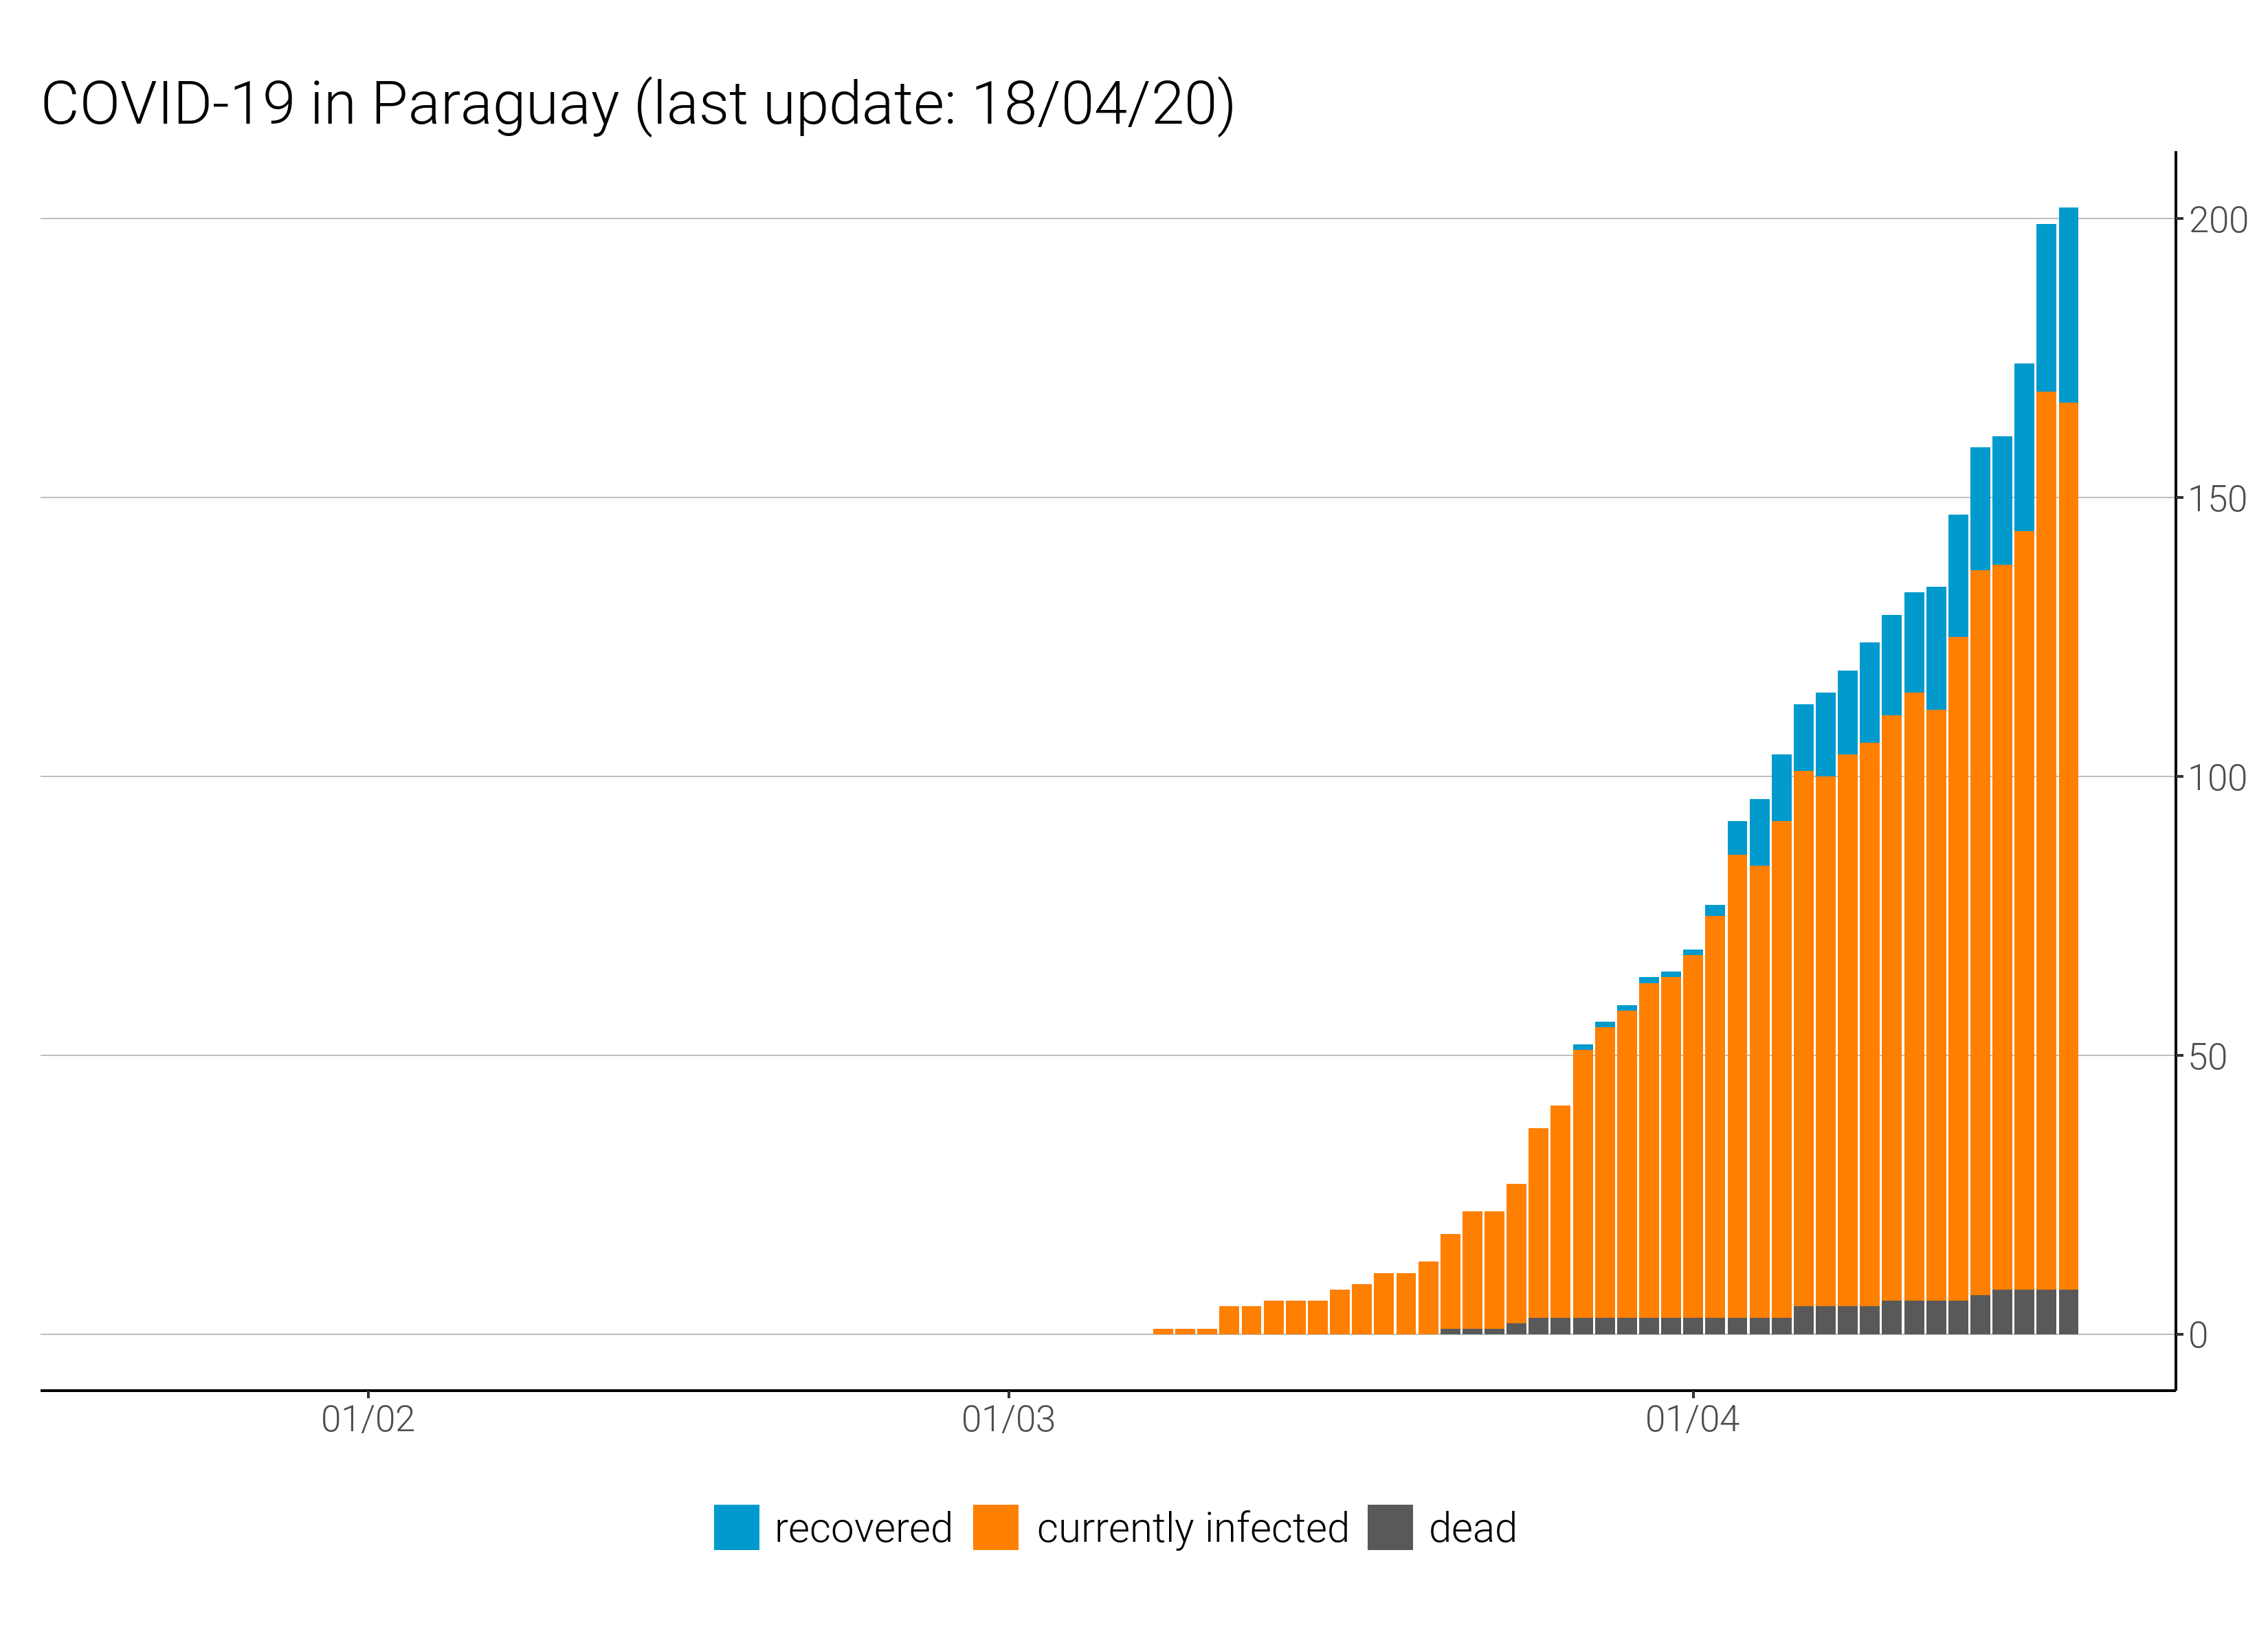 COVID-19 in Paraguay (last update: 18/04/20)
200
150
100
50
0
01/02 01/03 01/04
recovered currently infected dead